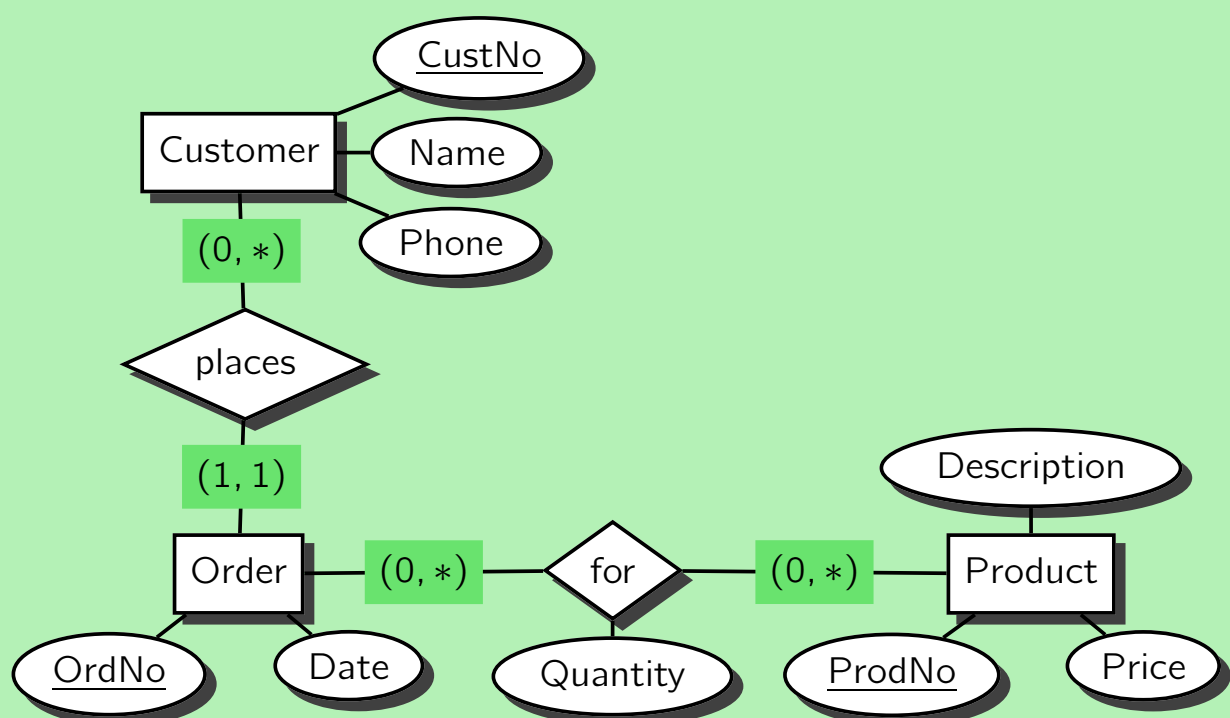 CustNo
Customer
Name
Phone
(0, ∗)
places
(1, 1)
Description
Order
(0, ∗)
for
(0, ∗)
Product
OrdNo
Date
Quantity
ProdNo
Price